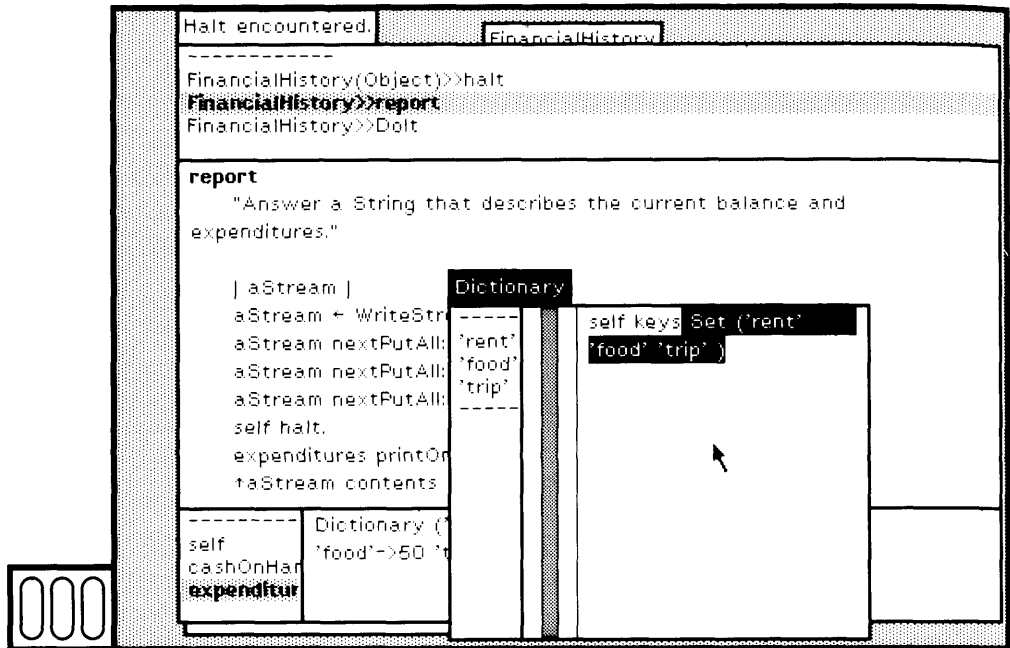 Halt encountered.
FinancialHistory
------------
FinancialHistory(Object)>>halt
FinancialHistory>>report
FinancialHistory>>DoIt
report
"Answer a String that describes the current balance and
expenditures."
| aStream |
aStream ← WriteStre
aStream nextPutAll:
aStream nextPutAll:
aStream nextPutAll:
self halt.
expenditures printOn
↑aStream contents
Dictionary
-----
'rent'
'food'
'trip'
-----
self keys Set ('rent'
'food' 'trip' )
---------
self
cashOnHan
expenditur
Dictionary ('
'food'->50 't